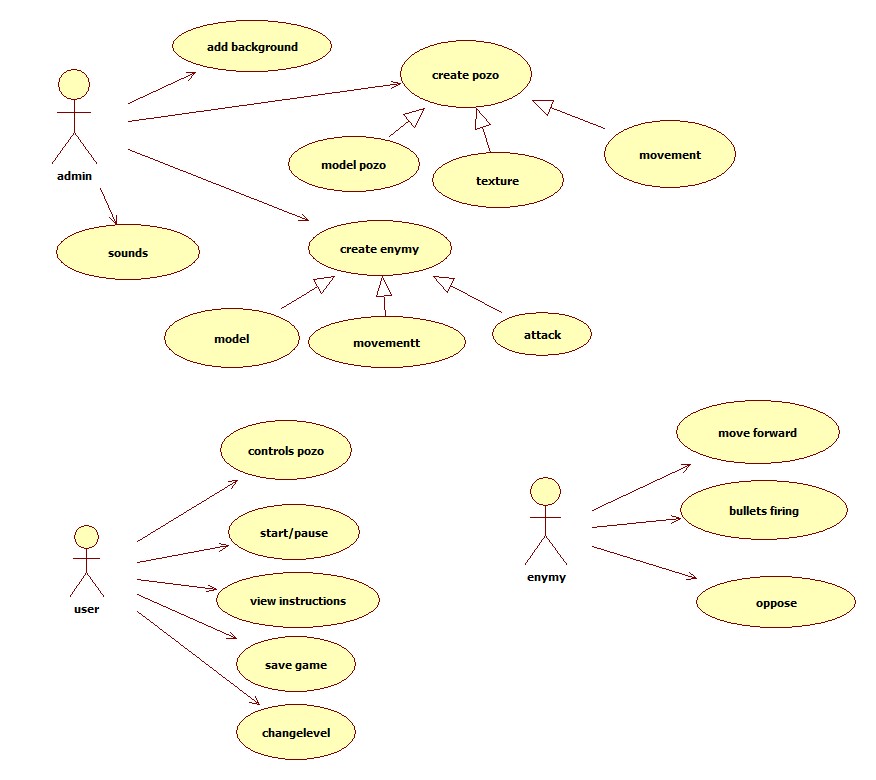 add background
create pozo
admin
model pozo
texture
movement
sounds
create enymy
model
movementt
attack
controls pozo
start/pause
view instructions
save game
changelevel
user
move forward
bullets firing
oppose
enymy